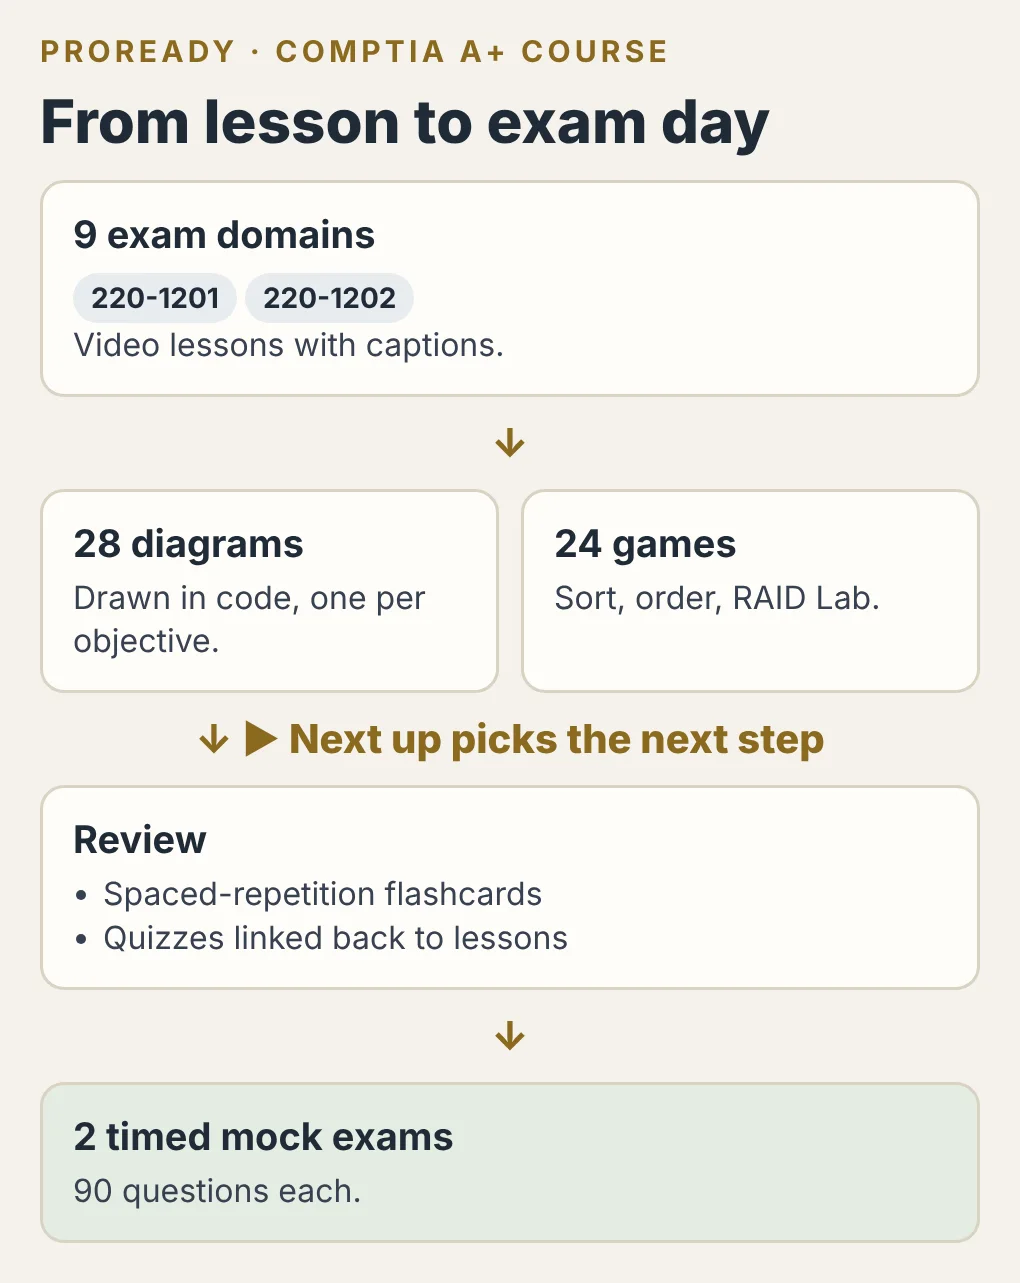 PROREADY · COMPTIA A+ COURSE
From lesson to exam day
9 exam domains
220-1201 220-1202
Video lessons with captions.
↓
28 diagrams
Drawn in code, one per
objective.
24 games
Sort, order, RAID Lab.
↓ ▶ Next up picks the next step
Review
• Spaced-repetition flashcards
• Quizzes linked back to lessons
↓
2 timed mock exams
90 questions each.